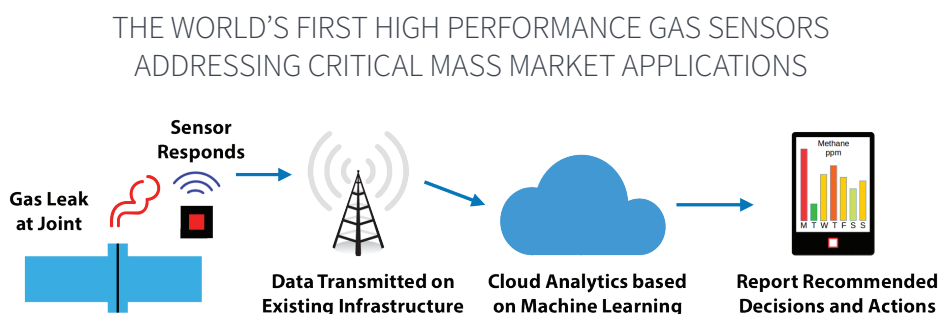 THE WORLD’S FIRST HIGH PERFORMANCE GAS SENSORS
ADDRESSING CRITICAL MASS MARKET APPLICATIONS
Sensor
Responds
Gas Leak
at Joint
Methane
ppm
M T W T F S S
Data Transmitted on
Existing Infrastructure
Cloud Analytics based
on Machine Learning
Report Recommended
Decisions and Actions